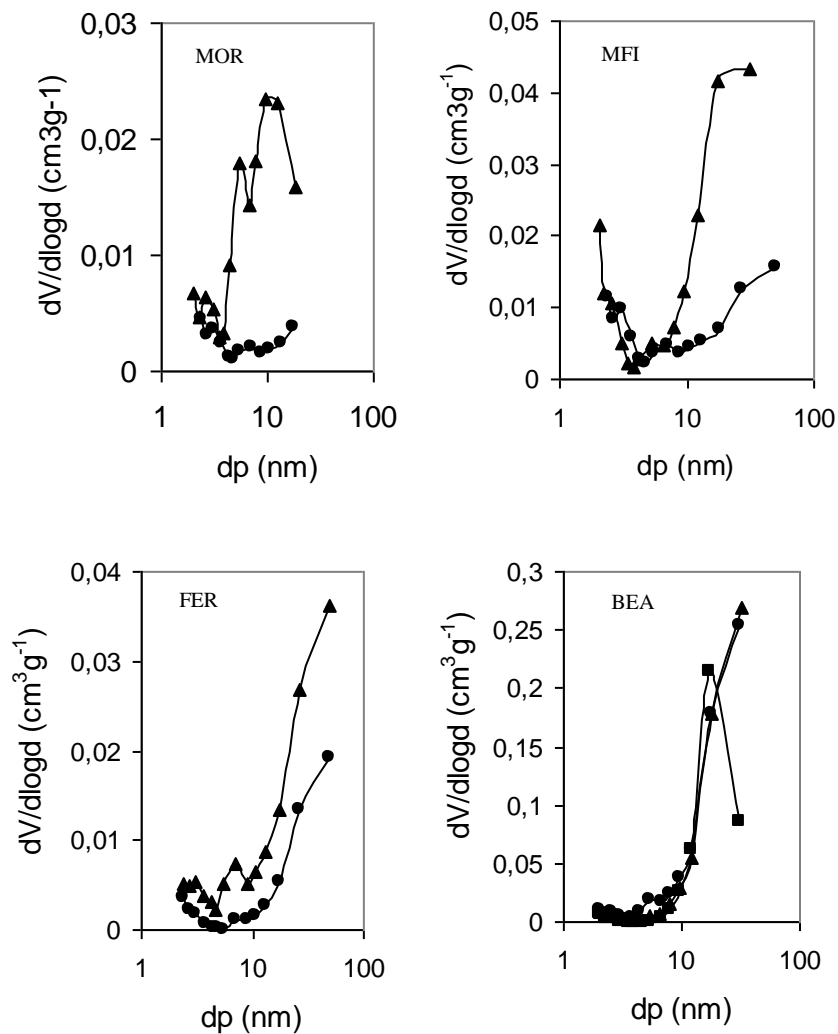 MOR
dV/dlogd (cm3g-1)
0,03
0,02
0,01
0
1 10 100
dp (nm)
MFI
dV/dlogd (cm3g-1)
0,05
0,04
0,03
0,02
0,01
0
1 10 100
dp (nm)
FER
dV/dlogd (cm³g⁻¹)
0,04
0,03
0,02
0,01
0
1 10 100
dp (nm)
BEA
dV/dlogd (cm³g⁻¹)
0,3
0,25
0,2
0,15
0,1
0,05
0
1 10 100
dp (nm)